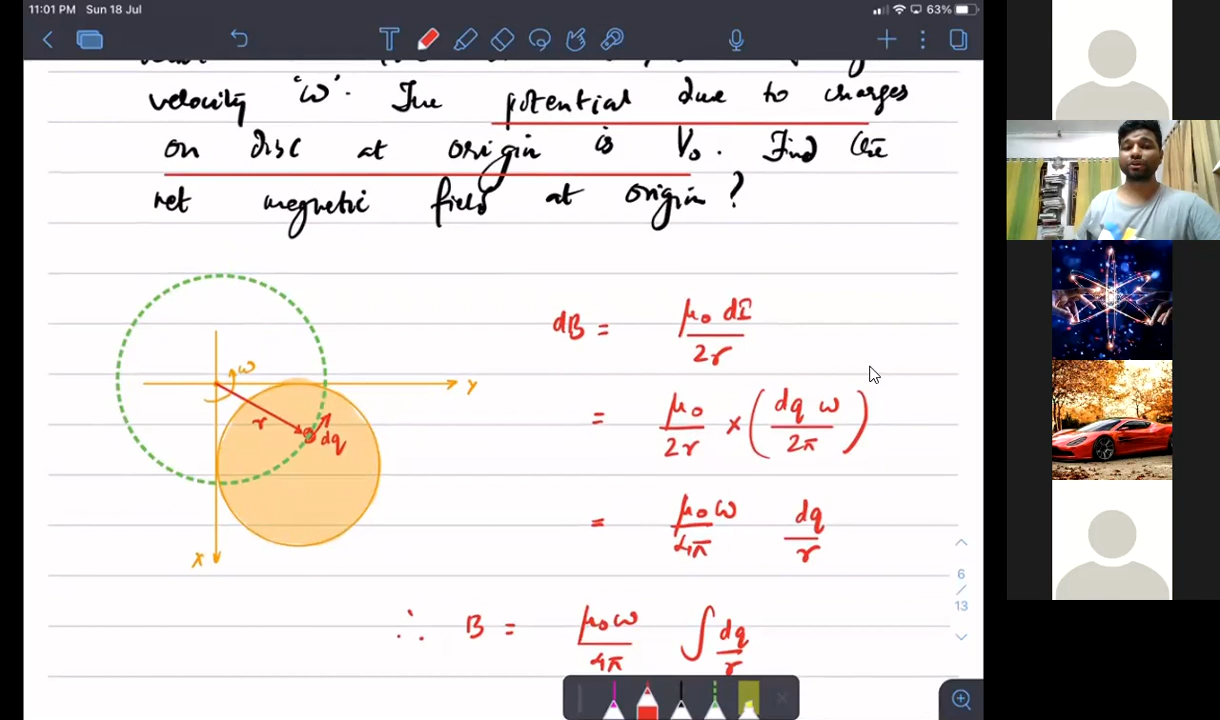 11:01 PM Sun 18 Jul
63%
velocity 'ω'. The potential due to charges
on disc at origin is V₀. Find the
net magnetic field at origin?
dB = μ₀ dI / 2r
= μ₀ / 2r × ( dq ω / 2π )
= μ₀ω / 4π dq / r
∴ B = μ₀ω / 4π ∫ dq / r
ω
y
r
dq
x
6
/
13
T